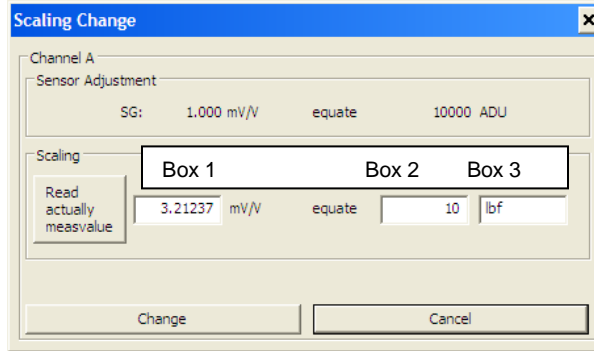 Scaling Change
Channel A
Sensor Adjustment
SG: 1.000 mV/V equate 10000 ADU
Scaling
Box 1 Box 2 Box 3
Read
actually
measvalue
3.21237 mV/V equate 10 lbf
Change Cancel